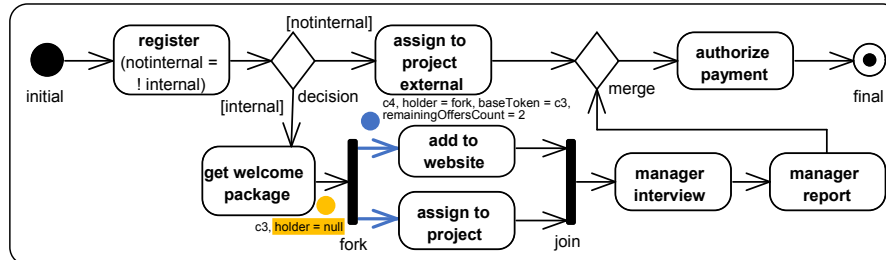 [notinternal]
register
(notinternal =
! internal)
assign to
project
external
authorize
payment
initial
[internal]
decision
merge
final
c4, holder = fork, baseToken = c3,
remainingOffersCount = 2
get welcome
package
add to
website
manager
interview
manager
report
assign to
project
c3, holder = null
fork
join